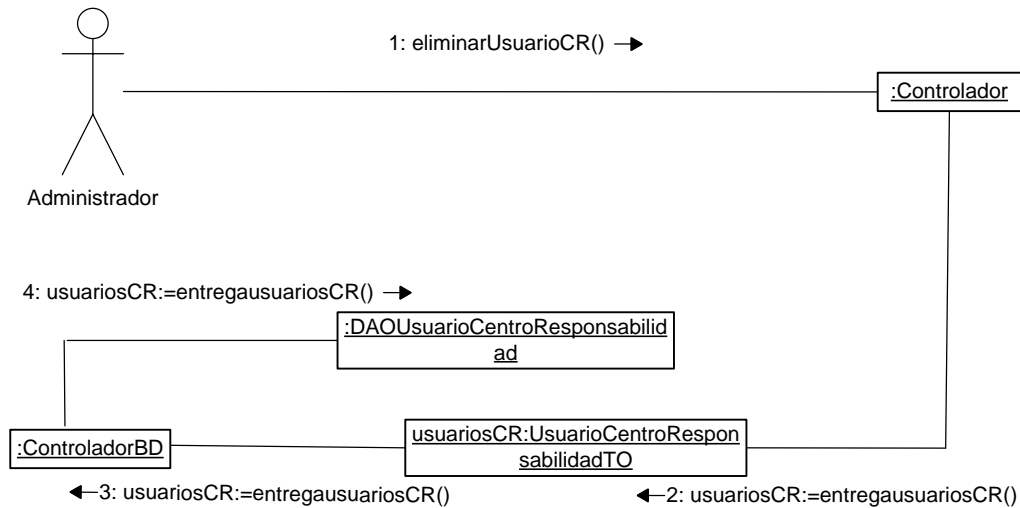 1: eliminarUsuarioCR()
:Controlador
Administrador
4: usuariosCR:=entregausuariosCR()
:DAOUsuarioCentroResponsabilid
ad
:ControladorBD
usuariosCR:UsuarioCentroRespon
sabilidadTO
3: usuariosCR:=entregausuariosCR()
2: usuariosCR:=entregausuariosCR()